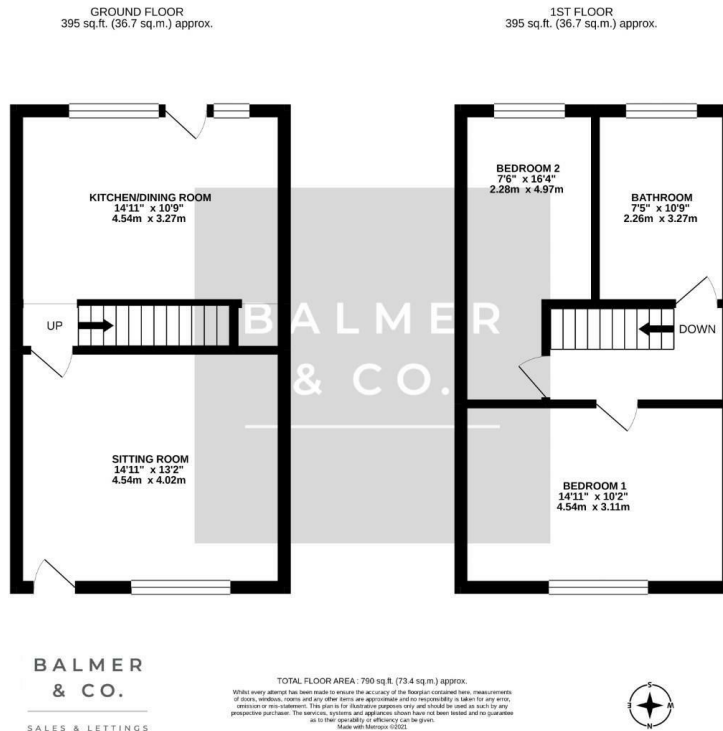 GROUND FLOOR
395 sq.ft. (36.7 sq.m.) approx.
1ST FLOOR
395 sq.ft. (36.7 sq.m.) approx.
KITCHEN/DINING ROOM
14'11" x 10'9"
4.54m x 3.27m
UP
SITTING ROOM
14'11" x 13'2"
4.54m x 4.02m
BEDROOM 2
7'6" x 16'4"
2.28m x 4.97m
BATHROOM
7'5" x 10'9"
2.26m x 3.27m
DOWN
BEDROOM 1
14'11" x 10'2"
4.54m x 3.11m
BALMER
& CO.
BALMER
& CO.
SALES & LETTINGS
TOTAL FLOOR AREA : 790 sq.ft. (73.4 sq.m.) approx.
Whilst every attempt has been made to ensure the accuracy of the floorplan contained here, measurements
of doors, windows, rooms and any other items are approximate and no responsibility is taken for any error,
omission or mis-statement. This plan is for illustrative purposes only and should be used as such by any
prospective purchaser. The services, systems and appliances shown have not been tested and no guarantee
as to their operability or efficiency can be given.
Made with Metropix ©2021
S
E
W
N